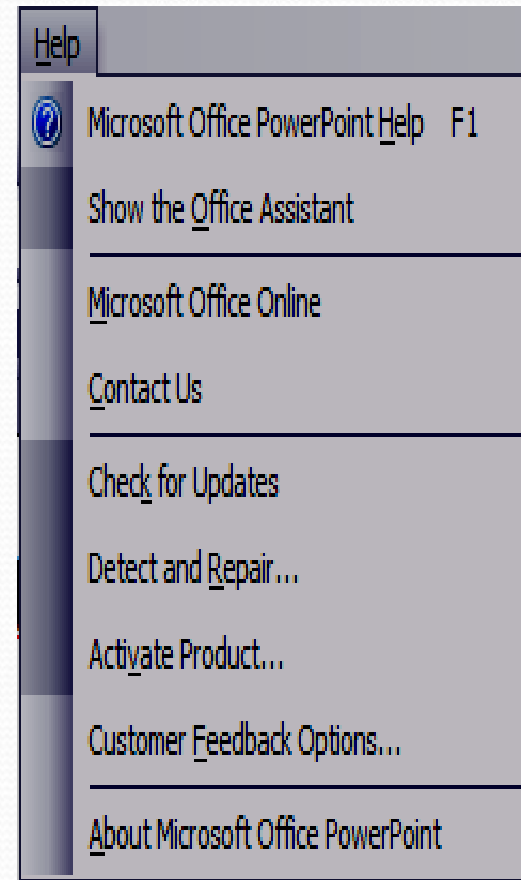 Help
Microsoft Office PowerPoint Help F1
Show the Office Assistant
Microsoft Office Online
Contact Us
Check for Updates
Detect and Repair...
Activate Product...
Customer Feedback Options...
About Microsoft Office PowerPoint